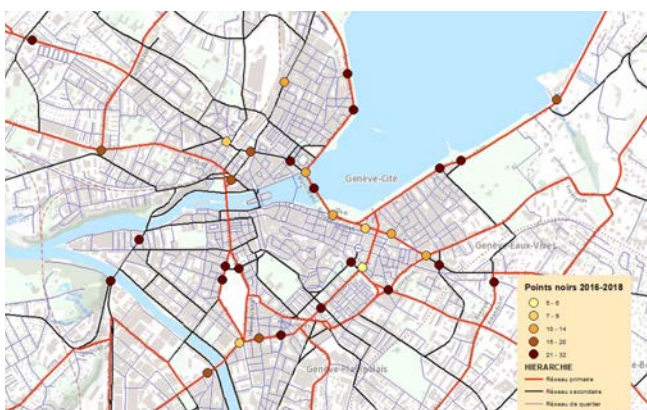 Genève-Cité
Genève-Eaux-Vives
Genève-Plainpalais
Points noirs 2016-2018
5 - 6
7 - 9
10 - 14
15 - 20
21 - 32
HIERARCHIE
Réseau primaire
Réseau secondaire
Réseau de quartier